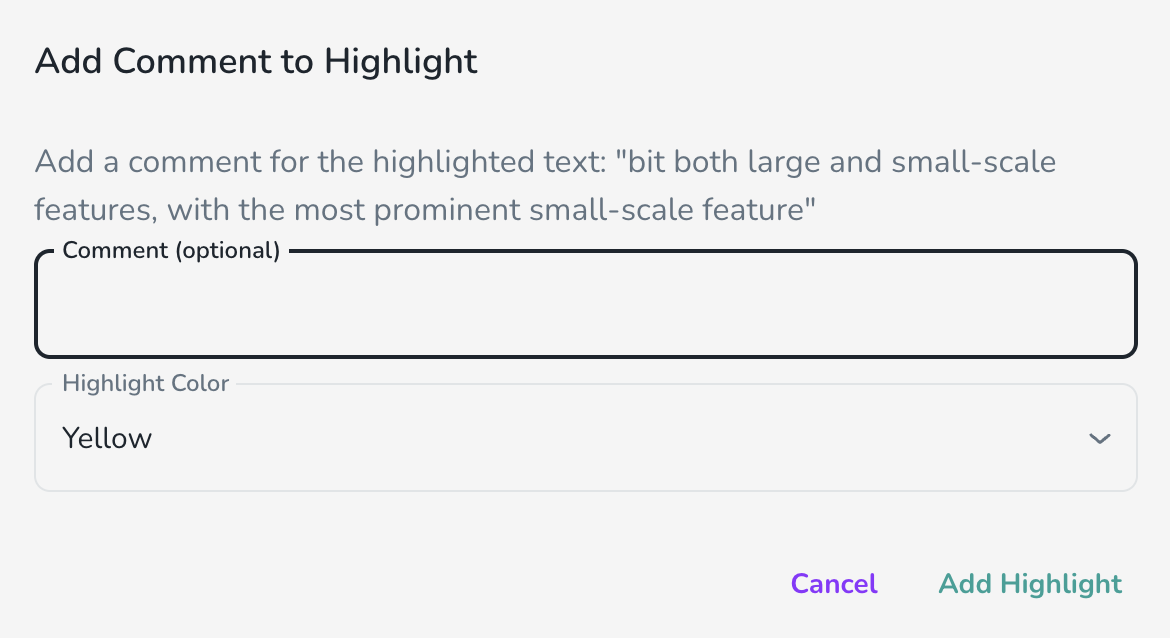 Add Comment to Highlight
Add a comment for the highlighted text: "bit both large and small-scale
features, with the most prominent small-scale feature"
Comment (optional)
Highlight Color
Yellow
Cancel
Add Highlight